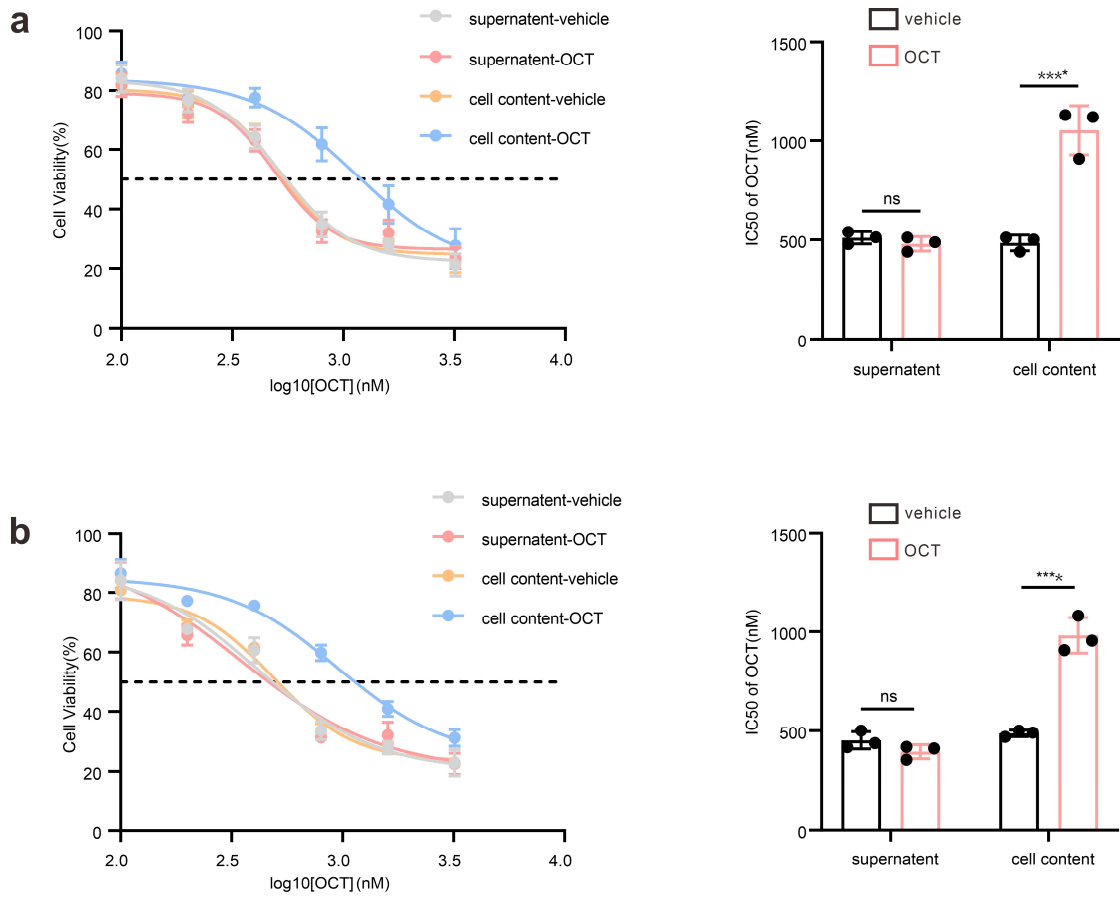 a
supernatent-vehicle
supernatent-OCT
cell content-vehicle
cell content-OCT
100
80
60
40
20
0
Cell Viability(%)
2.0 2.5 3.0 3.5 4.0
log10[OCT] (nM)
vehicle
OCT
1500
1000
500
0
IC50 of OCT(nM)
ns
****
supernatent cell content
b
supernatent-vehicle
supernatent-OCT
cell content-vehicle
cell content-OCT
100
80
60
40
20
0
Cell Viability(%)
2.0 2.5 3.0 3.5 4.0
log10[OCT] (nM)
vehicle
OCT
1500
1000
500
0
IC50 of OCT(nM)
ns
****
supernatent cell content